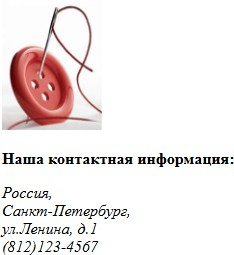 Наша контактная информация:
Россия,
Санкт-Петербург,
ул.Ленина, д.1
(812)123-4567